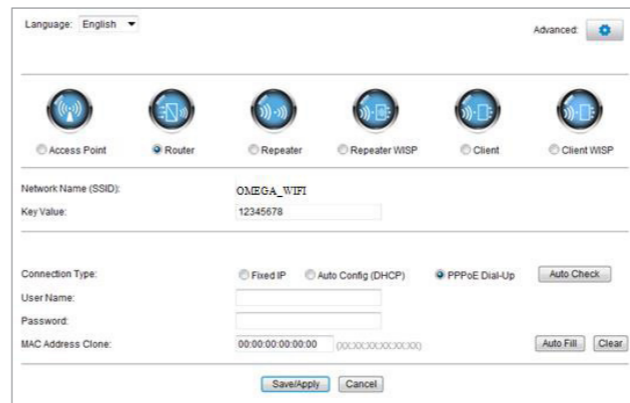 Language: English Advanced:
Access Point Router Repeater Repeater WISP Client Client WISP
Network Name (SSID): OMEGA_WIFI
Key Value: 12345678
Connection Type: Fixed IP Auto Config (DHCP) PPPoE Dial-Up Auto Check
User Name:
Password:
MAC Address Clone: 00:00:00:00:00:00 (XX:XX:XX:XX:XX:XX) Auto Fill Clear
Save/Apply Cancel